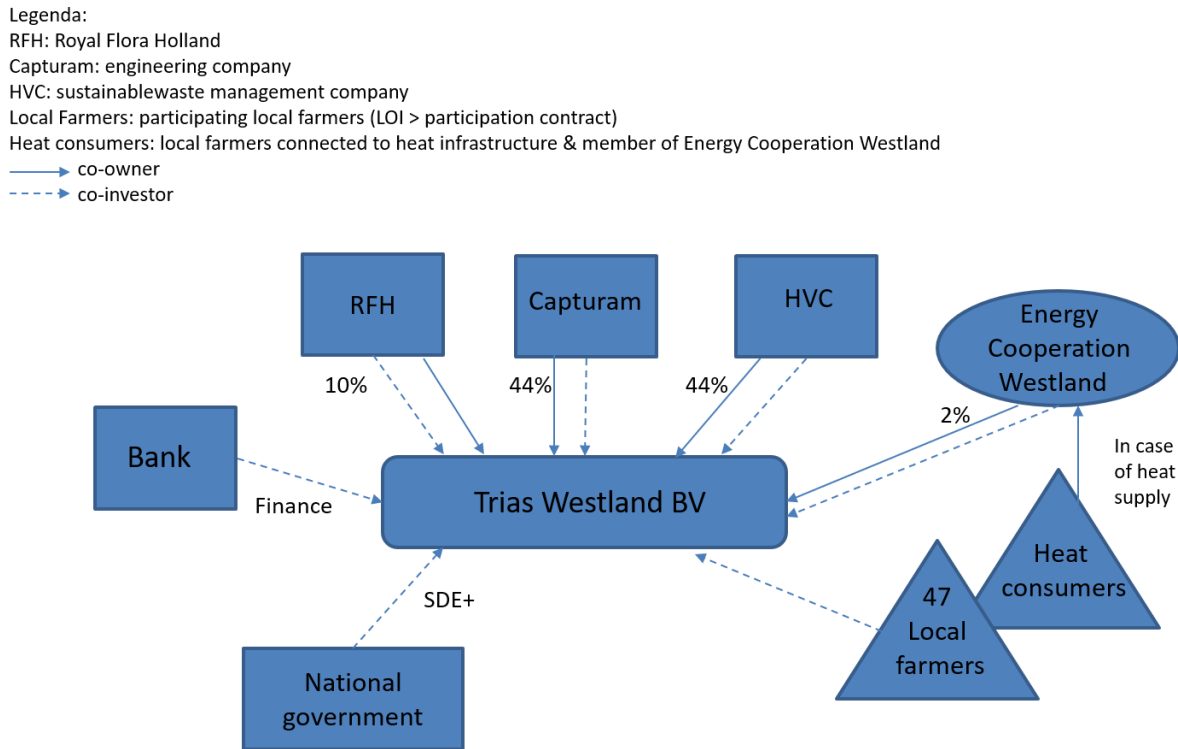 Legenda:
RFH: Royal Flora Holland
Capturam: engineering company
HVC: sustainablewaste management company
Local Farmers: participating local farmers (LOI > participation contract)
Heat consumers: local farmers connected to heat infrastructure & member of Energy Cooperation Westland
co-owner
co-investor
RFH
Capturam
HVC
Energy
Cooperation
Westland
10%
44%
44%
2%
Bank
Finance
Trias Westland BV
In case
of heat
supply
Heat
consumers
SDE+
47
Local
farmers
National
government